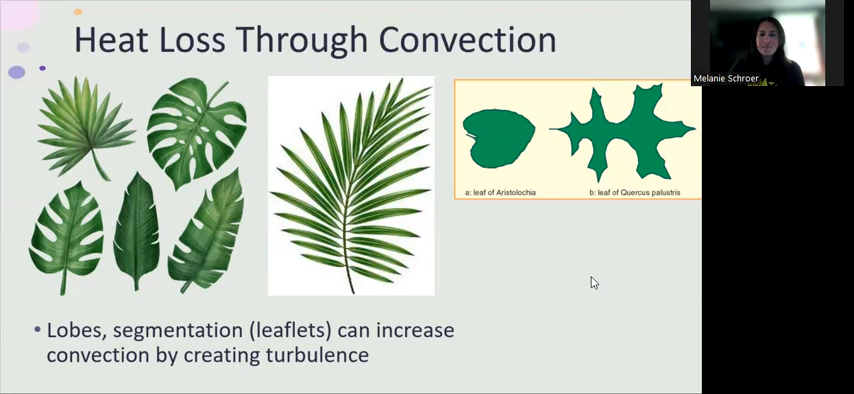 Heat Loss Through Convection
Melanie Schroer
a: leaf of Aristolochia
b: leaf of Quercus palustris
• Lobes, segmentation (leaflets) can increase
convection by creating turbulence